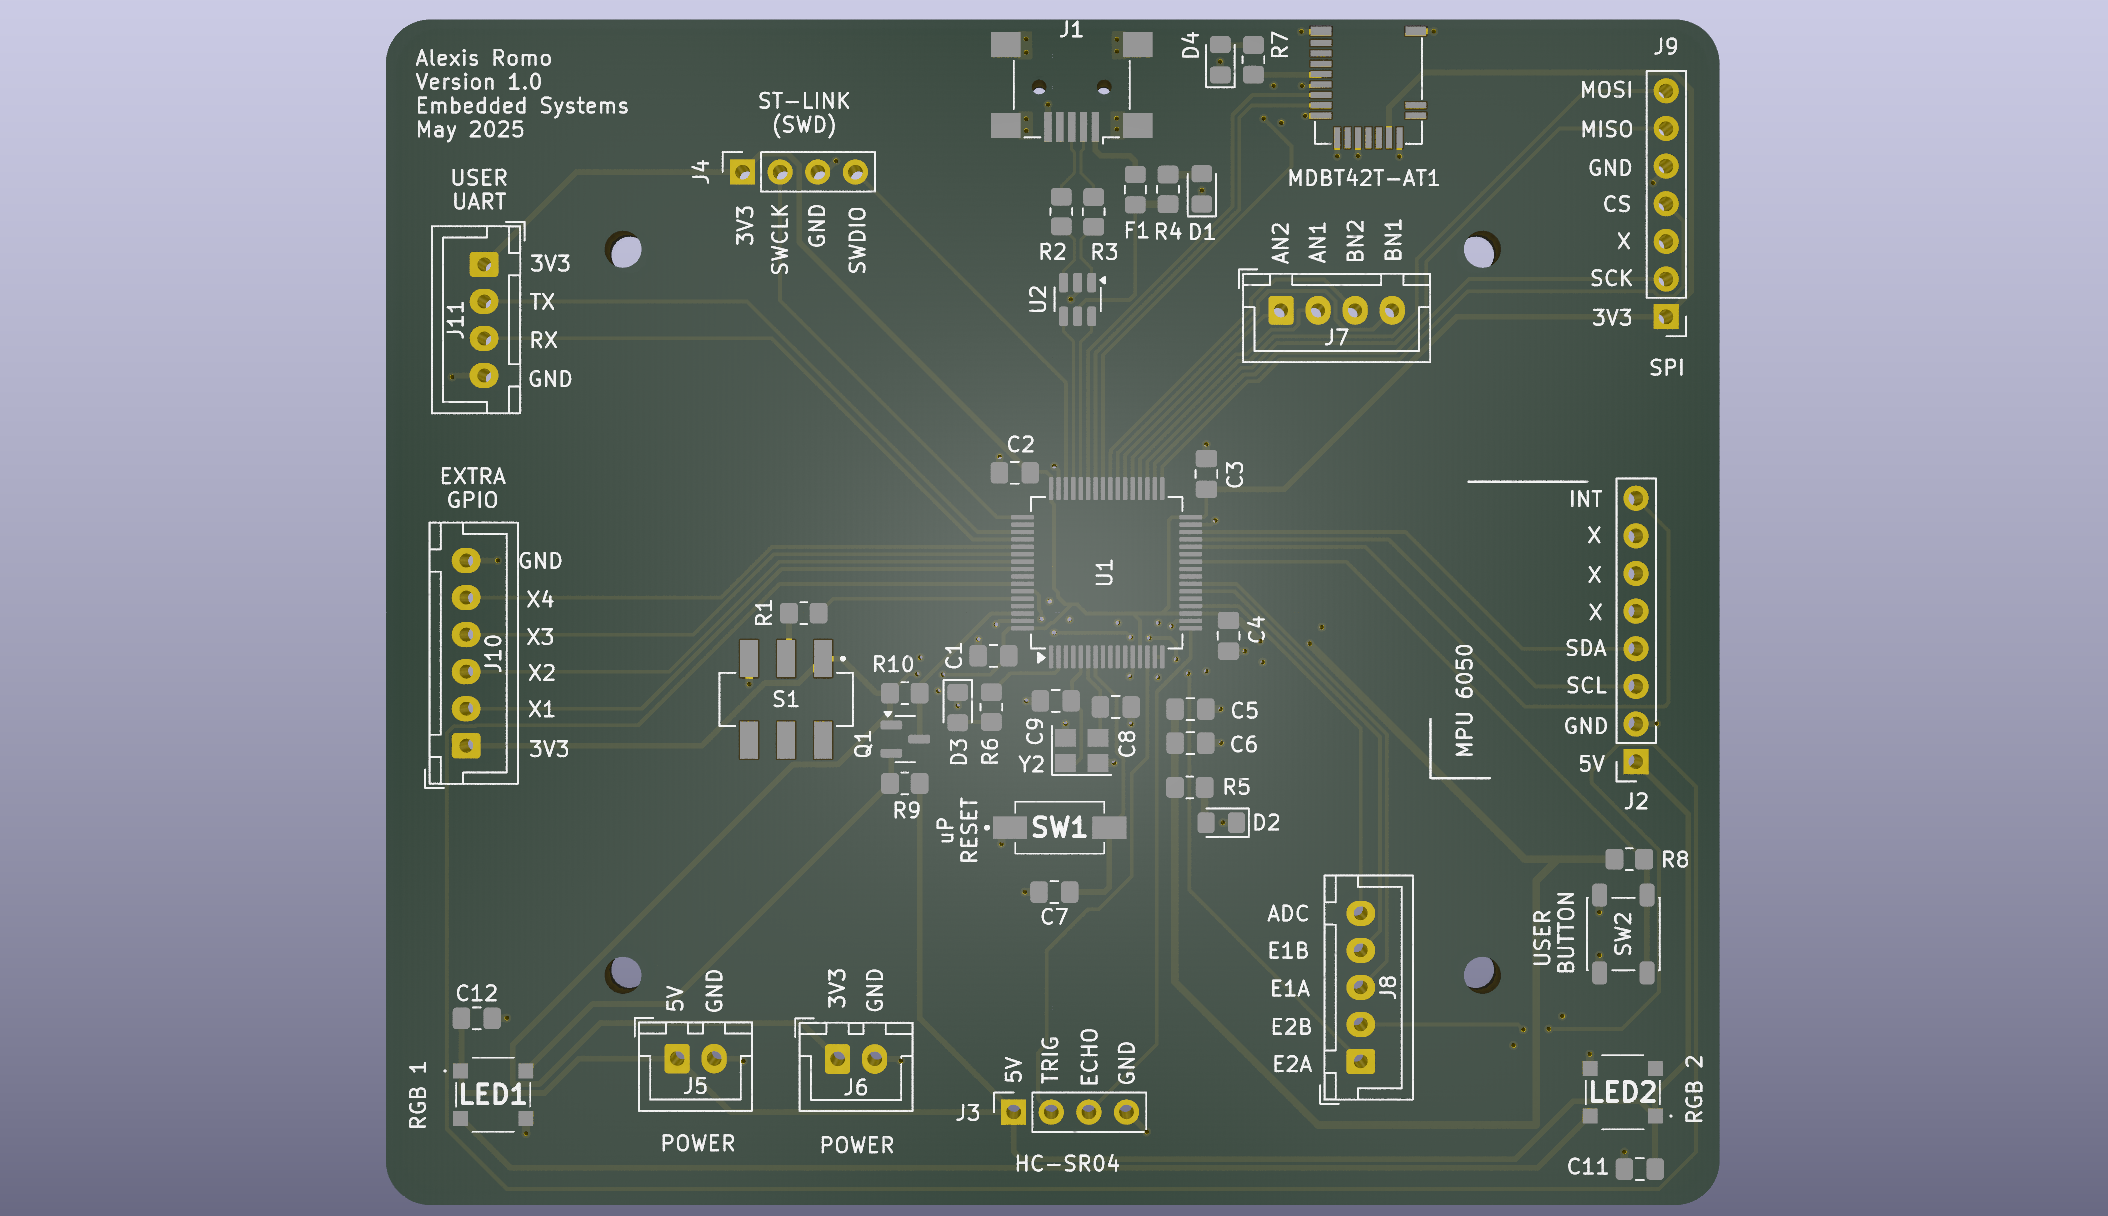 Alexis Romo
Version 1.0
Embedded Systems
May 2025
J1
D4
R7
J9
MOSI
MISO
GND
CS
X
SCK
3V3
SPI
ST-LINK
(SWD)
J4
3V3
SWCLK
GND
SWDIO
MDBT42T-AT1
F1
R4
D1
R2
R3
U2
AN2
AN1
BN2
BN1
J7
USER
UART
3V3
TX
RX
GND
J11
C2
C3
U1
EXTRA
GPIO
GND
X4
X3
X2
X1
3V3
J10
INT
X
X
X
SDA
SCL
GND
5V
J2
MPU 6050
R1
S1
R10
C1
C4
Q1
D3
R6
C9
C8
Y2
C5
C6
R5
D2
R9
uP
RESET
SW1
C7
R8
USER
BUTTON
SW2
ADC
E1B
E1A
E2B
E2A
J8
C12
RGB 1
LED1
5V
GND
J5
POWER
3V3
GND
J6
POWER
J3
5V
TRIG
ECHO
GND
HC-SR04
LED2
RGB 2
C11